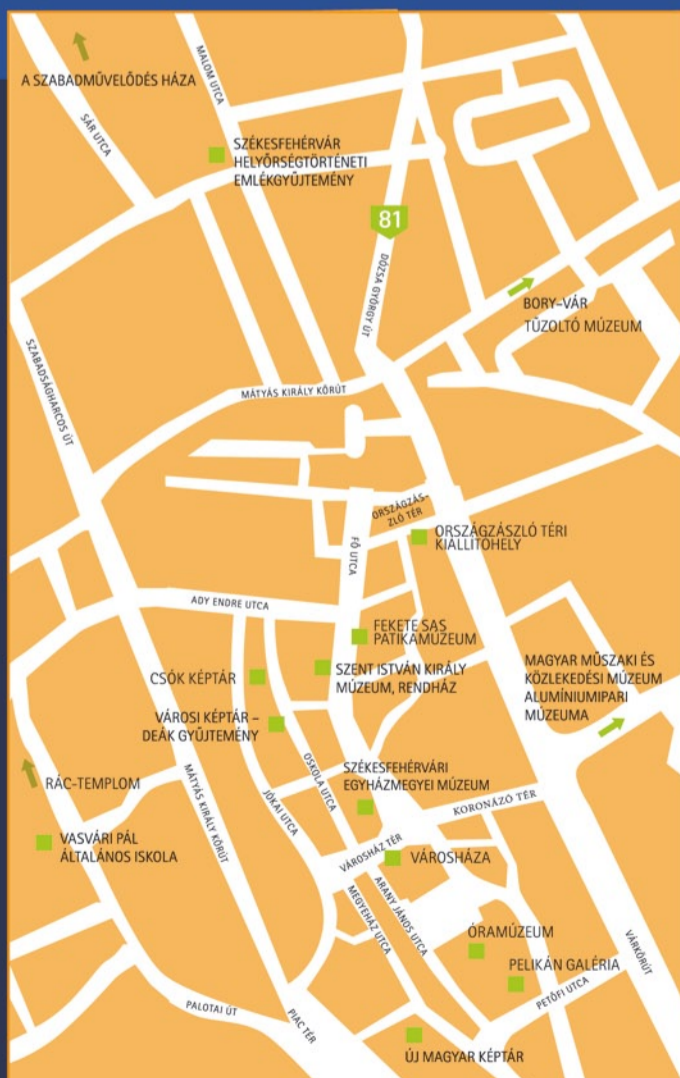 A SZABADMŰVELŐDÉS HÁZA
SÁR UTCA
MALOM UTCA
SZÉKESFEHÉRVÁR
HELYŐRSÉGTÖRTÉNETI
EMLÉKGYŰJTEMÉNY
81
DÓZSA GYÖRGY ÚT
BORY-VÁR
TŰZOLTÓ MÚZEUM
SZABADSÁGHARCOS ÚT
MÁTYÁS KIRÁLY KÖRÚT
ORSZÁGZÁS-
ZLÓ TÉR
ORSZÁGZÁSZLÓ TÉRI
KIÁLLÍTÓHELY
FŐ UTCA
ADY ENDRE UTCA
FEKETE SAS
PATIKAMÚZEUM
CSÓK KÉPTÁR
SZENT ISTVÁN KIRÁLY
MÚZEUM, RENDHÁZ
MAGYAR MŰSZAKI ÉS
KÖZLEKEDÉSI MÚZEUM
ALUMÍNIUMIPARI
MÚZEUMA
VÁROSI KÉPTÁR –
DEÁK GYŰJTEMÉNY
OSKOLA UTCA
SZÉKESFEHÉRVÁRI
EGYHÁZMEGYEI MÚZEUM
RÁC-TEMPLOM
MÁTYÁS KIRÁLY KÖRÚT
JÓKAI UTCA
KORONÁZÓ TÉR
VASVÁRI PÁL
ÁLTALÁNOS ISKOLA
VÁROSHÁZ TÉR
VÁROSHÁZA
MEGYEHÁZ UTCA
ARANY JÁNOS UTCA
ÓRAMÚZEUM
PELIKÁN GALÉRIA
VÁRKÖRÚT
PETŐFI UTCA
PALOTAI ÚT
PIAC TÉR
ÚJ MAGYAR KÉPTÁR